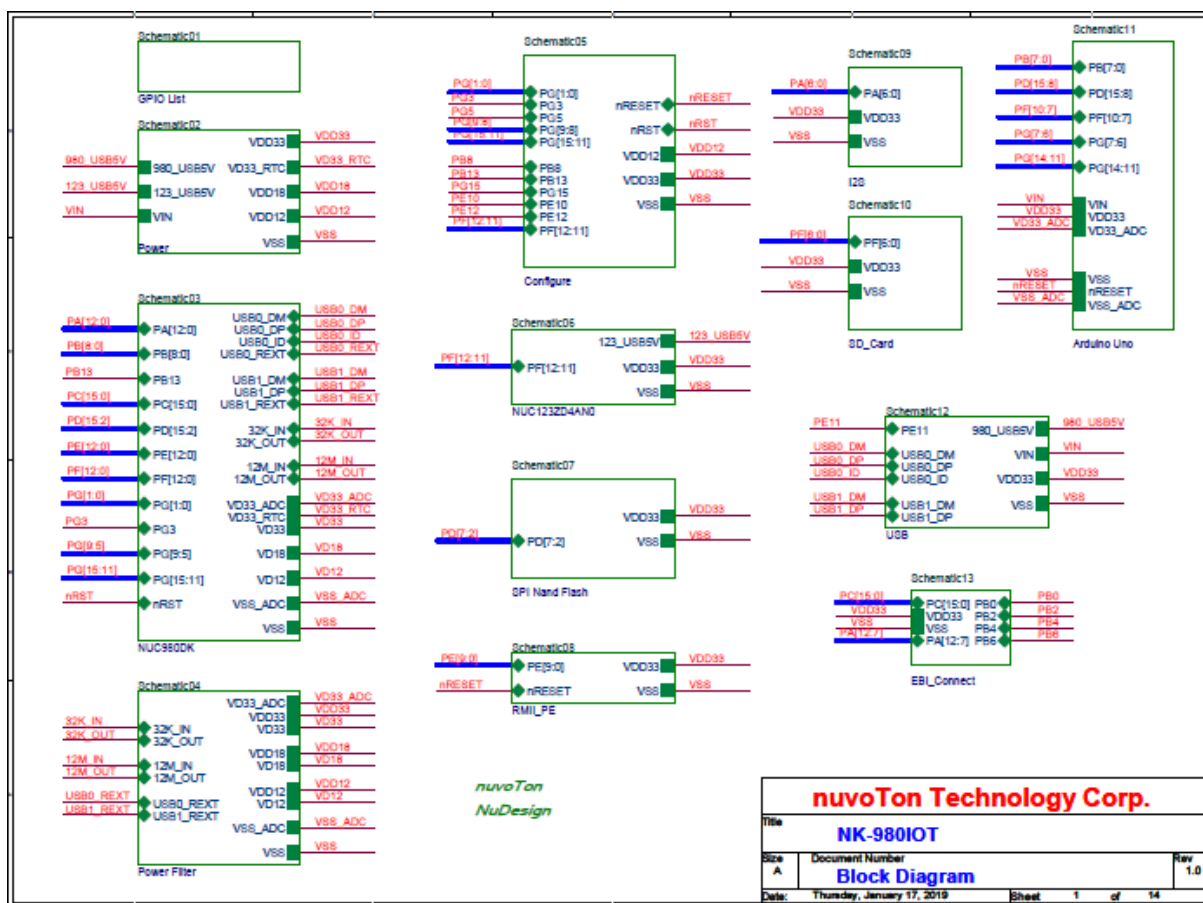 Schematic01
GPIO List
Schematic02
980_USB5V
123_USB5V
VIN
980_USB5V
123_USB5V
VIN
VDD33
VD33_RTC
VDD18
VDD12
VSS
VDD33
VD33_RTC
VDD18
VDD12
VSS
Power
Schematic03
PA[12:0]
PB[8:0]
PB13
PC[15:0]
PD[15:2]
PE[12:0]
PF[12:0]
PG[1:0]
PG3
PG[9:5]
PG[15:11]
nRST
PA[12:0]
PB[8:0]
PB13
PC[15:0]
PD[15:2]
PE[12:0]
PF[12:0]
PG[1:0]
PG3
PG[9:5]
PG[15:11]
nRST
USB0_DM
USB0_DP
USB0_ID
USB0_REXT
USB1_DM
USB1_DP
USB1_REXT
32K_IN
32K_OUT
12M_IN
12M_OUT
VD33_ADC
VD33_RTC
VD33
VD18
VD12
VSS_ADC
VSS
USB0_DM
USB0_DP
USB0_ID
USB0_REXT
USB1_DM
USB1_DP
USB1_REXT
32K_IN
32K_OUT
12M_IN
12M_OUT
VD33_ADC
VD33_RTC
VD33
VD18
VD12
VSS_ADC
VSS
NUC980DK
Schematic04
32K_IN
32K_OUT
12M_IN
12M_OUT
USB0_REXT
USB1_REXT
32K_IN
32K_OUT
12M_IN
12M_OUT
USB0_REXT
USB1_REXT
VD33_ADC
VDD33
VD33
VDD18
VD18
VDD12
VD12
VSS_ADC
VSS
VD33_ADC
VDD33
VD33
VDD18
VD18
VDD12
VD12
VSS_ADC
VSS
Power Filter
Schematic05
PG[1:0]
PG3
PG5
PG[9:8]
PG[15:11]
PB8
PB13
PG15
PE10
PE12
PF[12:11]
PG[1:0]
PG3
PG5
PG[9:8]
PG[15:11]
PB8
PB13
PG15
PE10
PE12
PF[12:11]
nRESET
nRST
VDD12
VDD33
VSS
nRESET
nRST
VDD12
VDD33
VSS
Configure
Schematic06
PF[12:11]
PF[12:11]
123_USB5V
VDD33
VSS
123_USB5V
VDD33
VSS
NUC123ZD4AN0
Schematic07
PD[7:2]
PD[7:2]
VDD33
VSS
VDD33
VSS
SPI Nand Flash
Schematic08
PE[9:0]
nRESET
PE[9:0]
nRESET
VDD33
VSS
VDD33
VSS
RMII_PE
nuvoTon
NuDesign
Schematic09
PA[6:0]
VDD33
VSS
PA[6:0]
VDD33
VSS
I2S
Schematic10
PF[6:0]
VDD33
VSS
PF[6:0]
VDD33
VSS
SD_Card
Schematic11
PB[7:0]
PD[15:8]
PF[10:7]
PG[7:6]
PG[14:11]
VIN
VDD33
VD33_ADC
VSS
nRESET
VSS_ADC
PB[7:0]
PD[15:8]
PF[10:7]
PG[7:6]
PG[14:11]
VIN
VDD33
VD33_ADC
VSS
nRESET
VSS_ADC
Arduino Uno
Schematic12
PE11
USB0_DM
USB0_DP
USB0_ID
USB1_DM
USB1_DP
PE11
USB0_DM
USB0_DP
USB0_ID
USB1_DM
USB1_DP
980_USB5V
VIN
VDD33
VSS
980_USB5V
VIN
VDD33
VSS
USB
Schematic13
PC[15:0]
VDD33
VSS
PA[12:7]
PC[15:0]
VDD33
VSS
PA[12:7]
PB0
PB2
PB4
PB6
PB0
PB2
PB4
PB6
EBI_Connect
nuvoTon Technology Corp.
Title
NK-980IOT
Size
A
Document Number
Block Diagram
Rev
1.0
Date: Thursday, January 17, 2019 Sheet 1 of 14